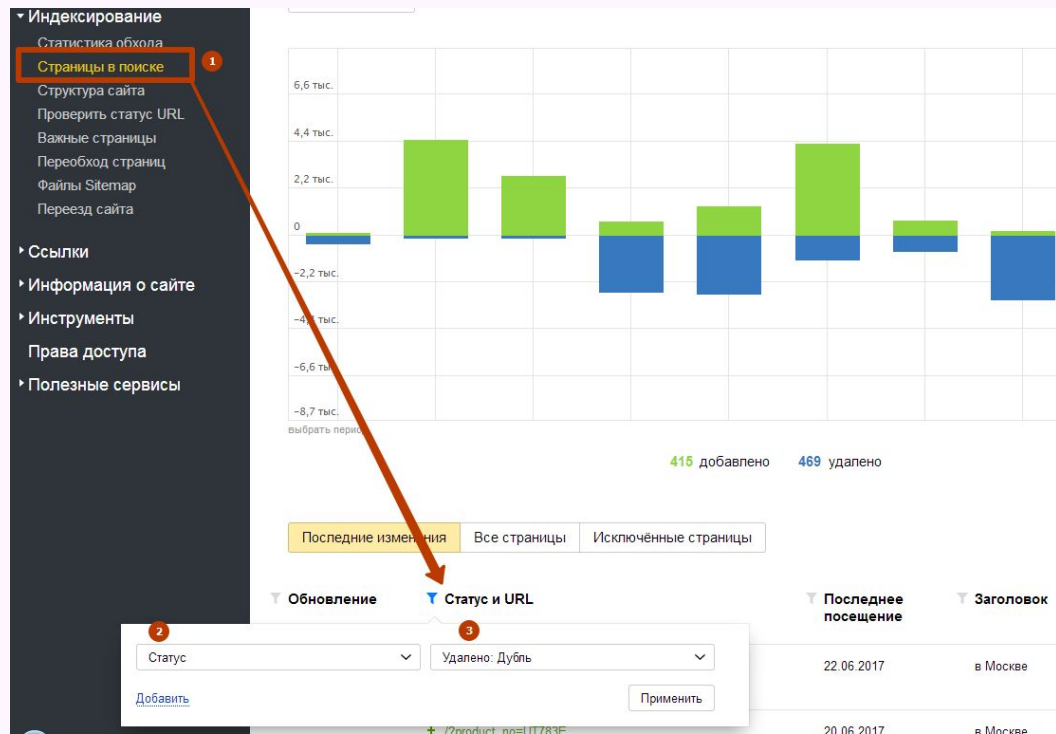 Индексирование
Статистика обхода
Страницы в поиске
1
Структура сайта
Проверить статус URL
Важные страницы
Переобход страниц
Файлы Sitemap
Переезд сайта
Ссылки
Информация о сайте
Инструменты
Права доступа
Полезные сервисы
6,6 тыс.
4,4 тыс.
2,2 тыс.
0
−2,2 тыс.
тыс.
−6,6
−8,7 тыс.
выбрать
415 добавлено 469 удалено
Последние изменения Все страницы Исключённые страницы
Обновление Статус и URL Последнее посещение Заголовок
2 3
Статус Удалено: Дубль
22.06.2017 в Москве
Добавить Применить
+ /?product_no=UT783E 20.06.2017 в Москве